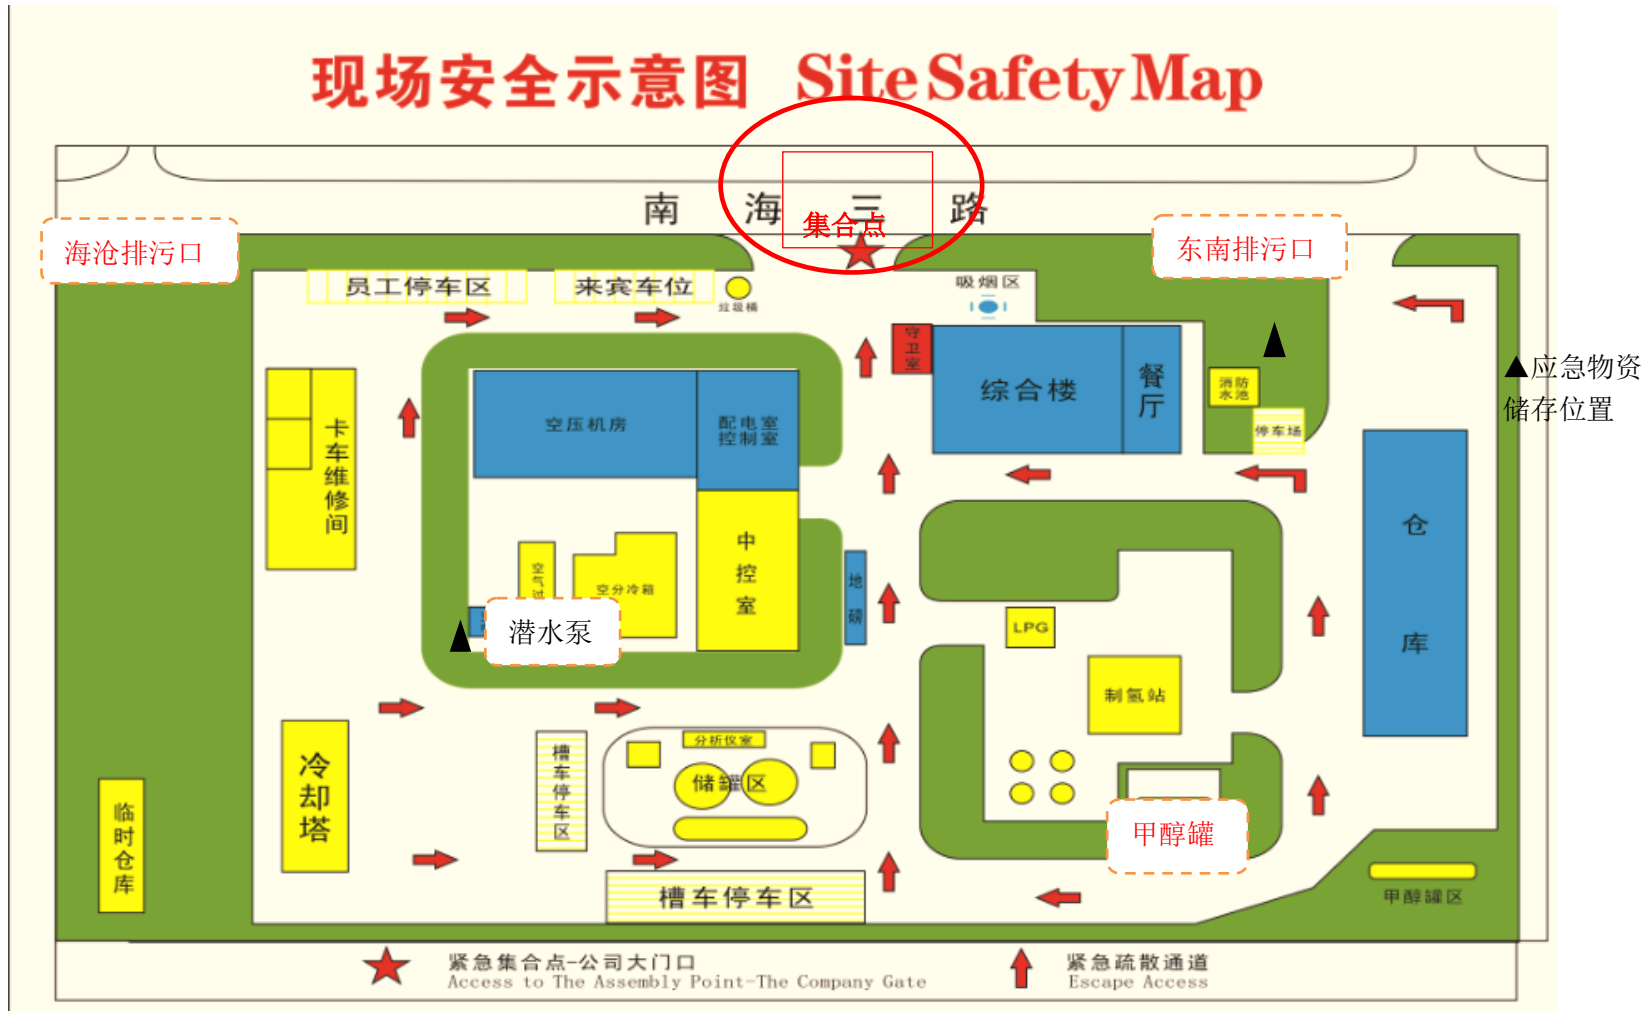 现场安全示意图 Site Safety Map
南海三路
集合点
海沧排污口
东南排污口
员工停车区
来宾车位
垃圾桶
吸烟区
守卫室
综合楼
餐厅
消防
水池
停车场
▲应急物资
储存位置
卡车维修间
空压机房
配电室
控制室
中控室
空气过
空分冷箱
潜水泵
地磅
仓库
LPG
制氢站
冷却塔
临时仓库
槽车停车区
分析仪室
储罐区
甲醇罐
槽车停车区
甲醇罐区
紧急集合点-公司大门口
Access to The Assembly Point-The Company Gate
紧急疏散通道
Escape Access